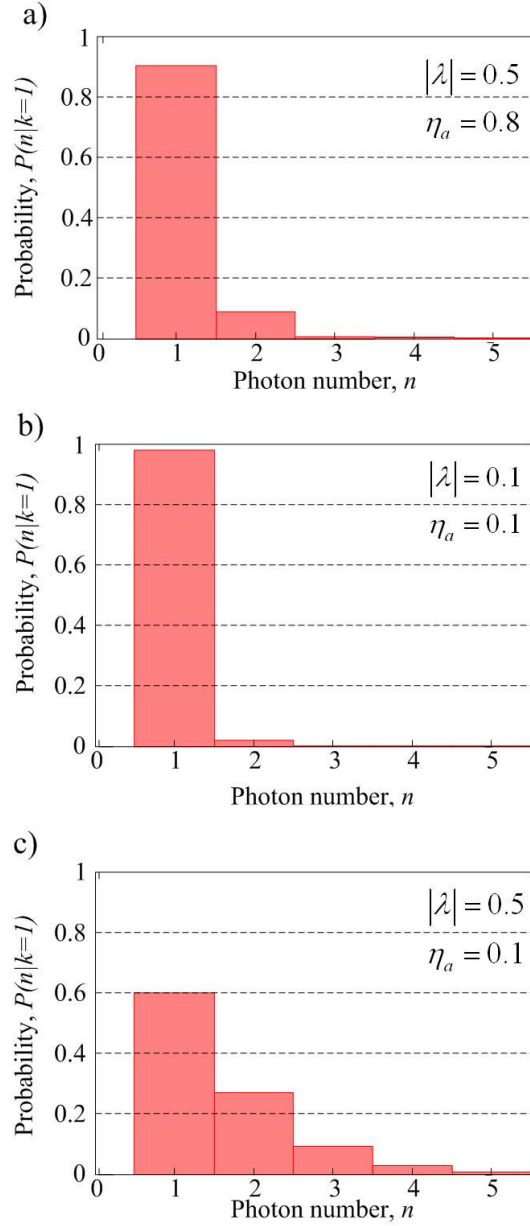 a)
Probability, P(n|k=1)
1
0.8
0.6
0.4
0.2
0
|λ| = 0.5
ηₐ = 0.8
0 1 2 3 4 5
Photon number, n
b)
Probability, P(n|k=1)
1
0.8
0.6
0.4
0.2
0
|λ| = 0.1
ηₐ = 0.1
0 1 2 3 4 5
Photon number, n
c)
Probability, P(n|k=1)
1
0.8
0.6
0.4
0.2
0
|λ| = 0.5
ηₐ = 0.1
0 1 2 3 4 5
Photon number, n